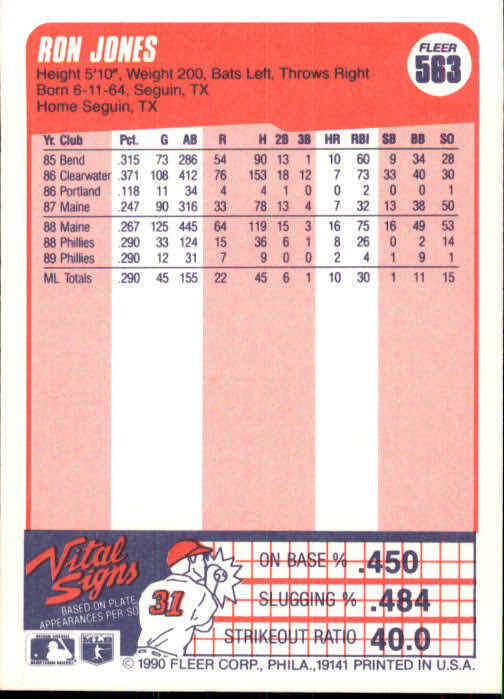 RON JONES
FLEER
563
Height 5'10", Weight 200, Bats Left, Throws Right
Born 6-11-64, Seguin, TX
Home Seguin, TX
Yr. Club Pct. G AB R H 2B 3B HR RBI SB BB SO
85 Bend .315 73 286 54 90 13 1 10 60 9 34 28
86 Clearwater .371 108 412 76 153 18 12 7 73 33 40 30
86 Portland .118 11 34 4 4 1 0 0 2 0 0 1
87 Maine .247 90 316 33 78 13 4 7 32 13 38 50
88 Maine .267 125 445 64 119 15 3 16 75 16 49 53
88 Phillies .290 33 124 15 36 6 1 8 26 0 2 14
89 Phillies .290 12 31 7 9 0 0 2 4 1 9 1
ML Totals .290 45 155 22 45 6 1 10 30 1 11 15
Vital
Signs
BASED ON PLATE
APPEARANCES PER SO
31
ON BASE % .450
SLUGGING % .484
STRIKEOUT RATIO 40.0
MLB
© 1990 FLEER CORP., PHILA., 19141 PRINTED IN U.S.A.